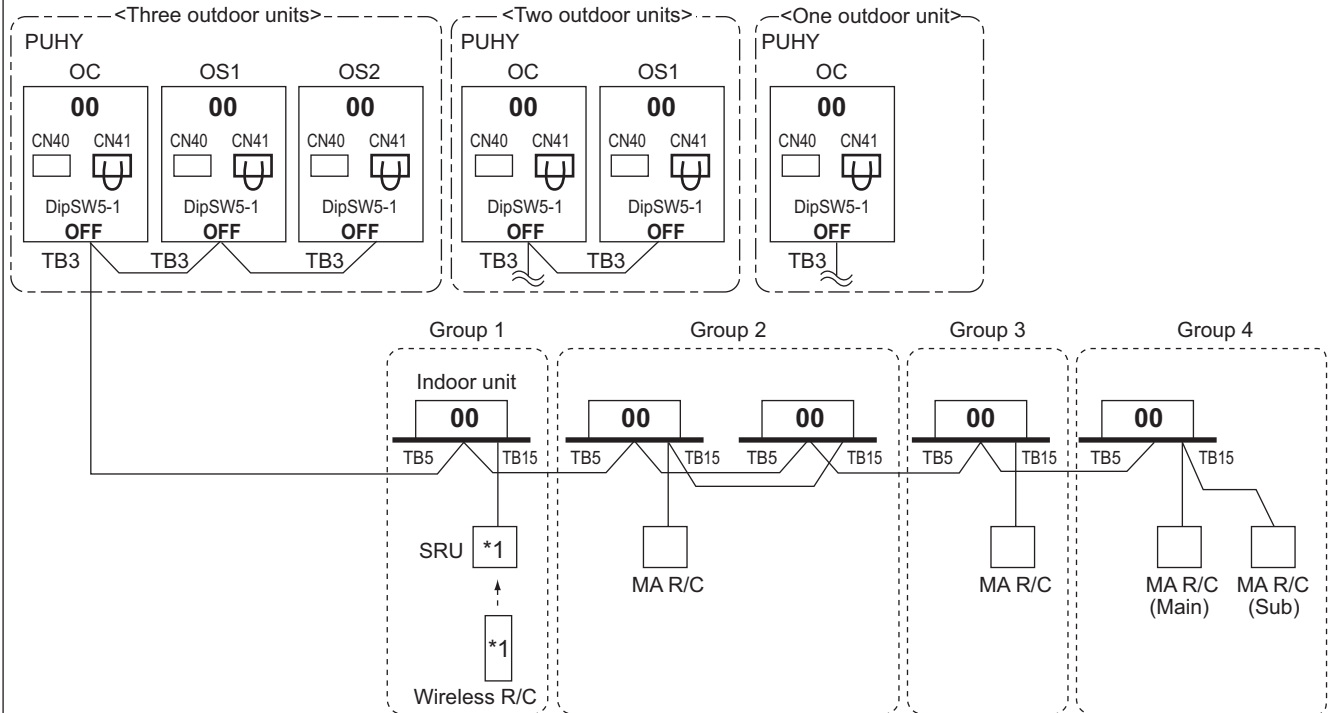 <Three outdoor units> <Two outdoor units> <One outdoor unit>
PUHY PUHY PUHY
OC OS1 OS2 OC OS1 OC
00 00 00 00 00 00
CN40 CN41 CN40 CN41 CN40 CN41 CN40 CN41 CN40 CN41 CN40 CN41
DipSW5-1 DipSW5-1 DipSW5-1 DipSW5-1 DipSW5-1 DipSW5-1
OFF OFF OFF OFF OFF OFF
TB3 TB3 TB3 TB3 TB3 TB3
Group 1 Group 2 Group 3 Group 4
Indoor unit
00 00 00 00 00
TB5 TB15 TB5 TB15 TB5 TB15 TB5 TB15 TB5 TB15
SRU *1
MA R/C MA R/C MA R/C MA R/C
(Main) (Sub)
*1
Wireless R/C